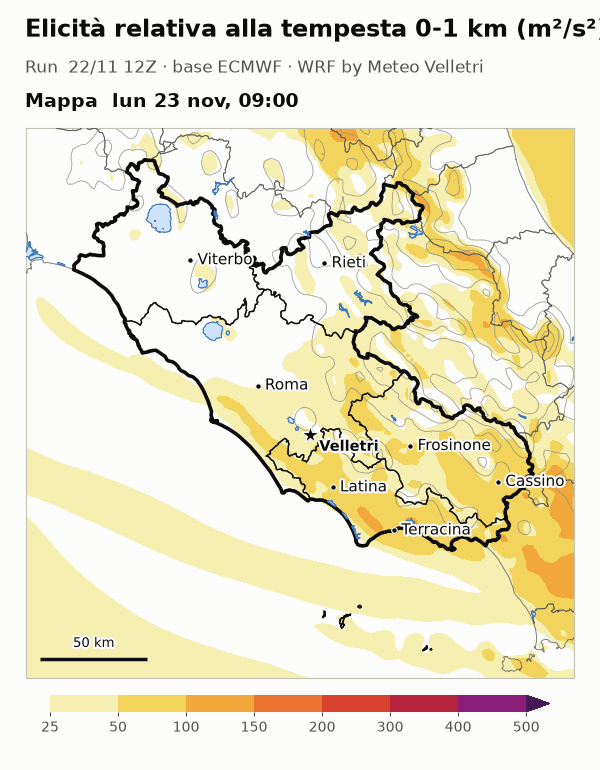 Elicità relativa alla tempesta 0-1 km (m²/s²)
Run 22/11 12Z · base ECMWF · WRF by Meteo Velletri
Mappa lun 23 nov, 09:00
Viterbo
Rieti
Roma
Velletri
Frosinone
Cassino
Latina
Terracina
50 km
25 50 100 150 200 300 400 500